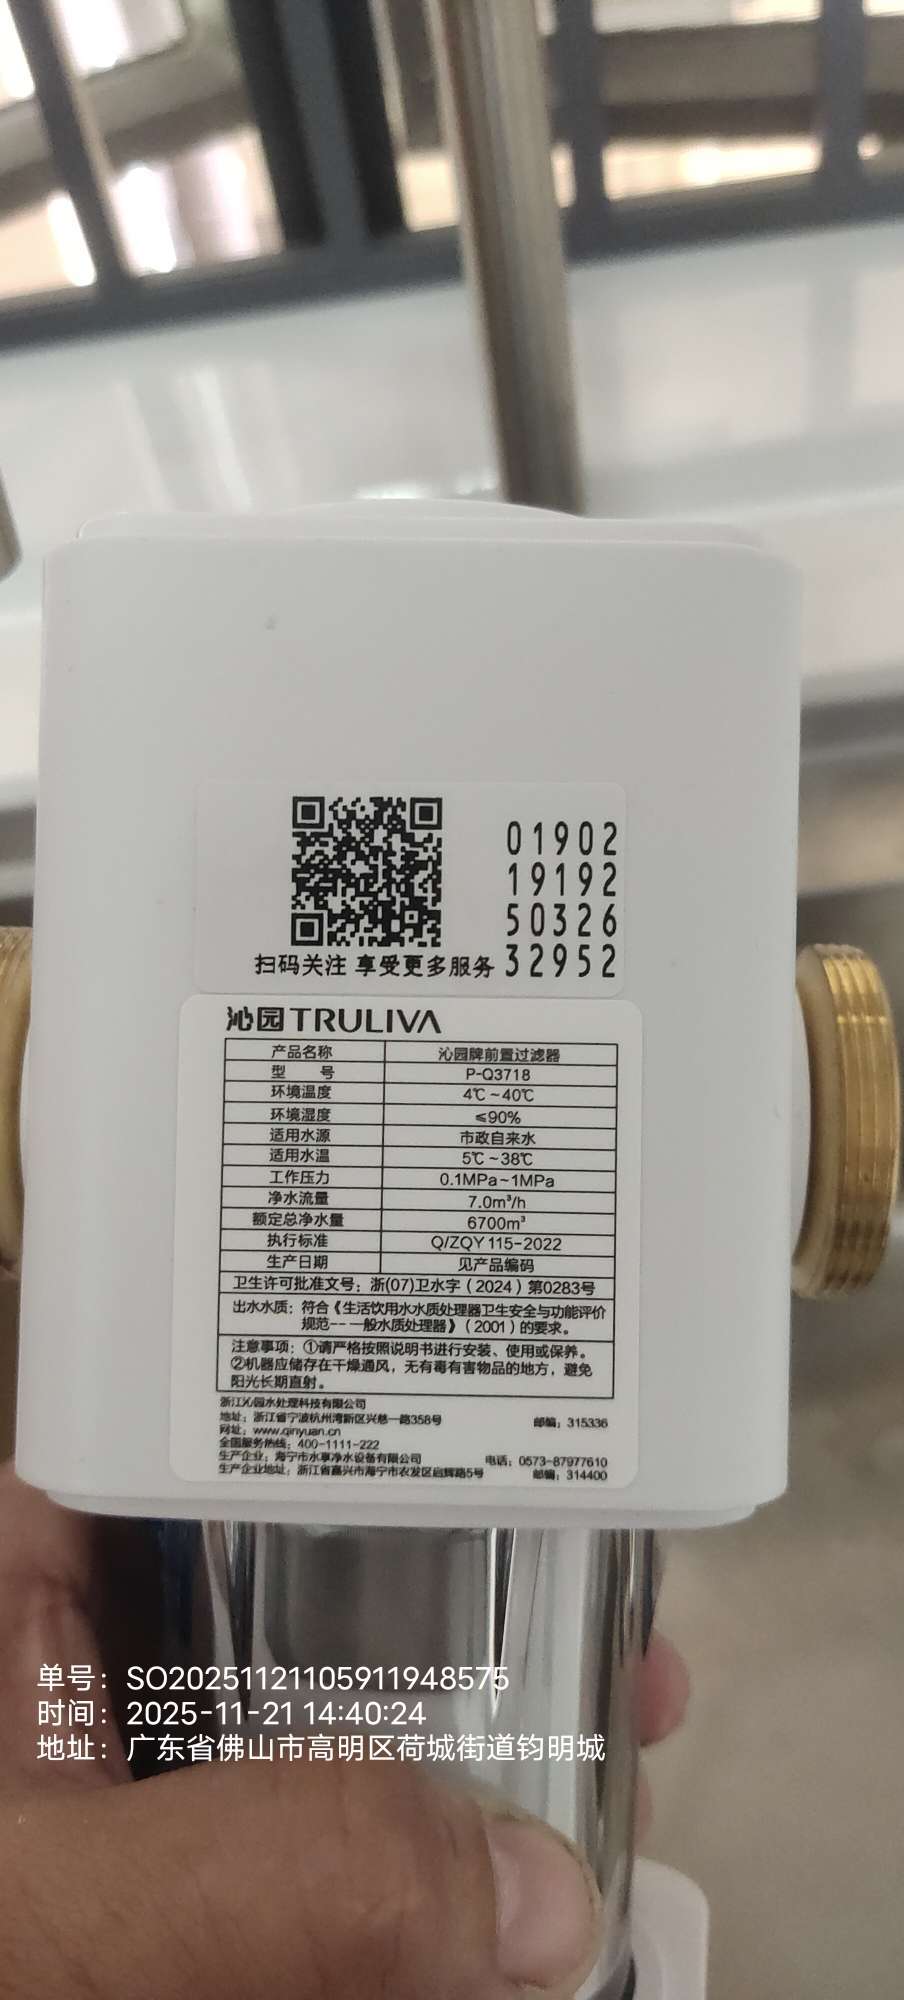 01902
19192
50326
扫码关注 享受更多服务 32952
沁园TRULIVA
产品名称 沁园牌前置过滤器
型 号 P-Q3718
环境温度 4℃~40℃
环境湿度 ≤90%
适用水源 市政自来水
适用水温 5℃~38℃
工作压力 0.1MPa~1MPa
净水流量 7.0m³/h
额定总净水量 6700m³
执行标准 Q/ZQY 115-2022
生产日期 见产品编码
卫生许可批准文号：浙(07)卫水字（2024）第0283号
出水水质：符合《生活饮用水水质处理器卫生安全与功能评价
规范--一般水质处理器》（2001）的要求。
注意事项：①请严格按照说明书进行安装、使用或保养。
②机器应储存在干燥通风，无有毒有害物品的地方，避免
阳光长期直射。
浙江沁园水处理科技有限公司
地址：浙江省宁波杭州湾新区兴慈一路358号 邮编：315336
网址：www.qinyuan.cn
全国服务热线：400-1111-222
生产企业：海宁市水享净水设备有限公司 电话：0573-87977610
生产企业地址：浙江省嘉兴市海宁市农发区启辉路5号 邮编：314400
单号：SO20251121105911948575
时间：2025-11-21 14:40:24
地址：广东省佛山市高明区荷城街道钧明城